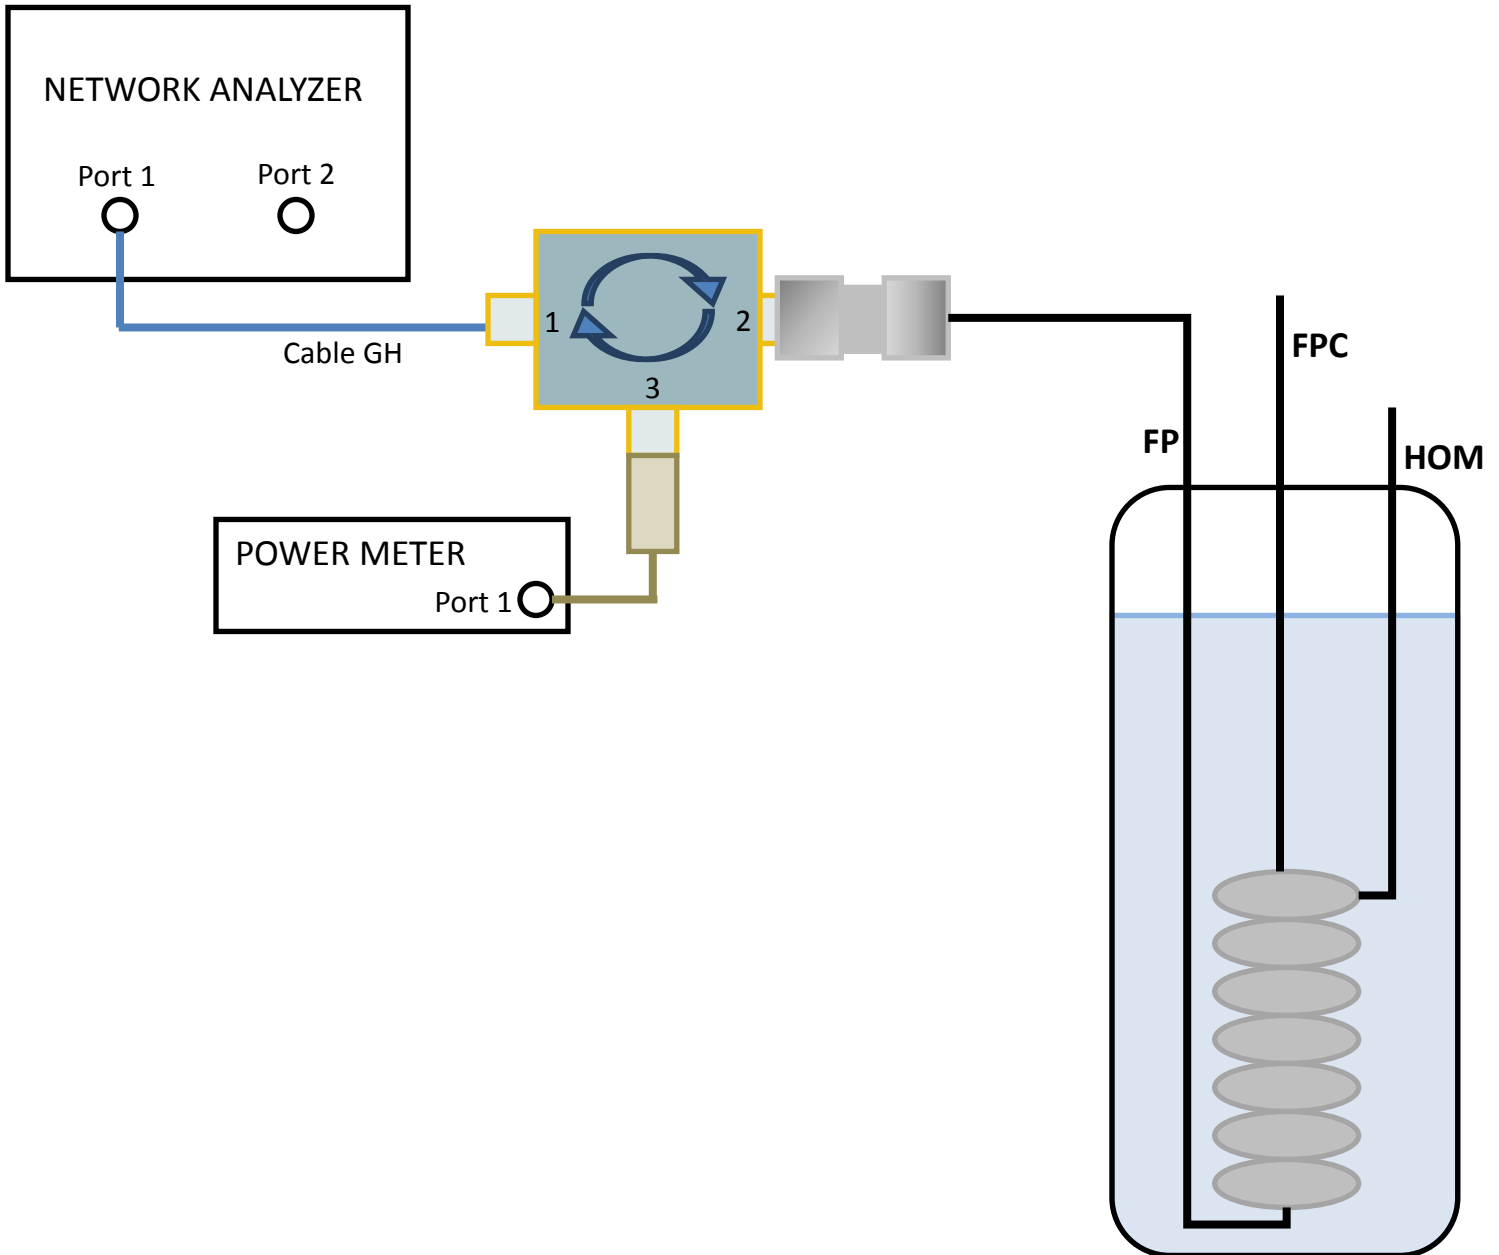 NETWORK ANALYZER
Port 1
Port 2
1
2
3
Cable GH
FPC
FP
HOM
POWER METER
Port 1